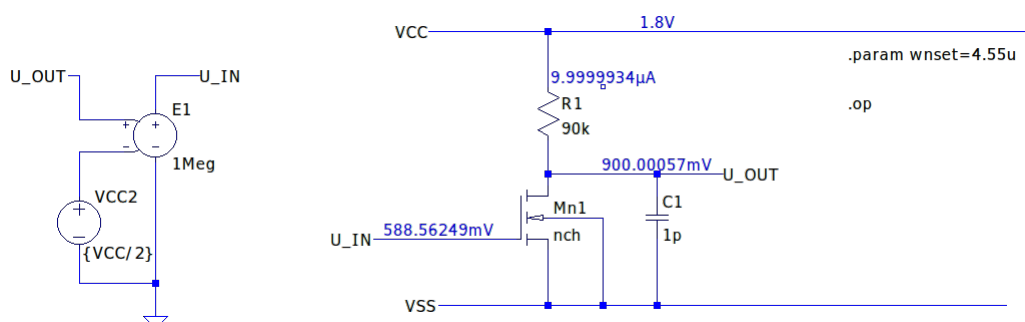 1.8V
VCC
.param wnset=4.55u
U_OUT
U_IN
9.9999934µA
E1
R1
.op
+
+
90k
-
-
1Meg
900.00057mV
U_OUT
VCC2
Mn1
C1
+
588.56249mV
nch
1p
U_IN
-
{VCC/2}
VSS